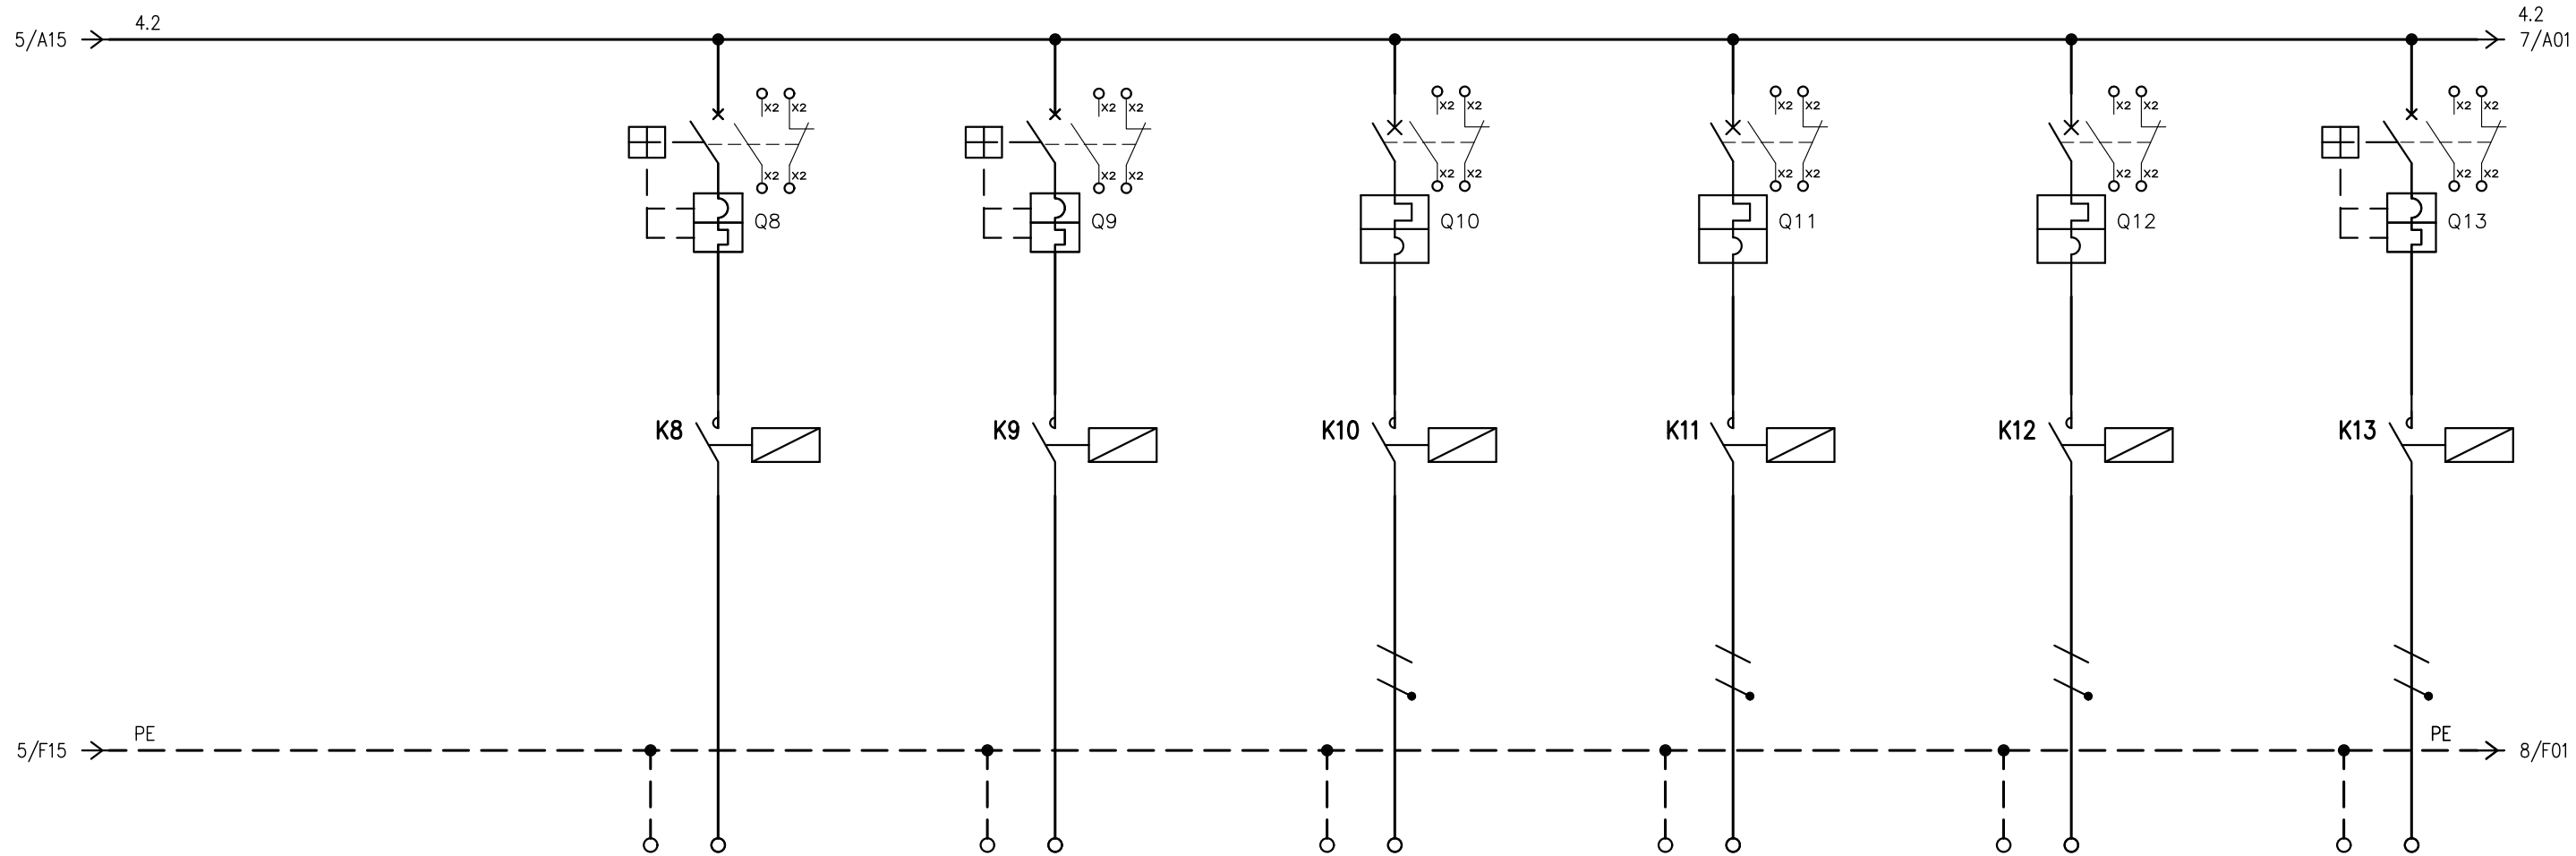 4.2 4.2
5/A15 7/A01
x2 x2 x2 x2 x2 x2 x2 x2 x2 x2 x2 x2
x2 x2 x2 x2 x2 x2 x2 x2 x2 x2 x2 x2
Q8 Q9 Q10 Q11 Q12 Q13
K8 K9 K10 K11 K12 K13
PE PE
5/F15 8/F01